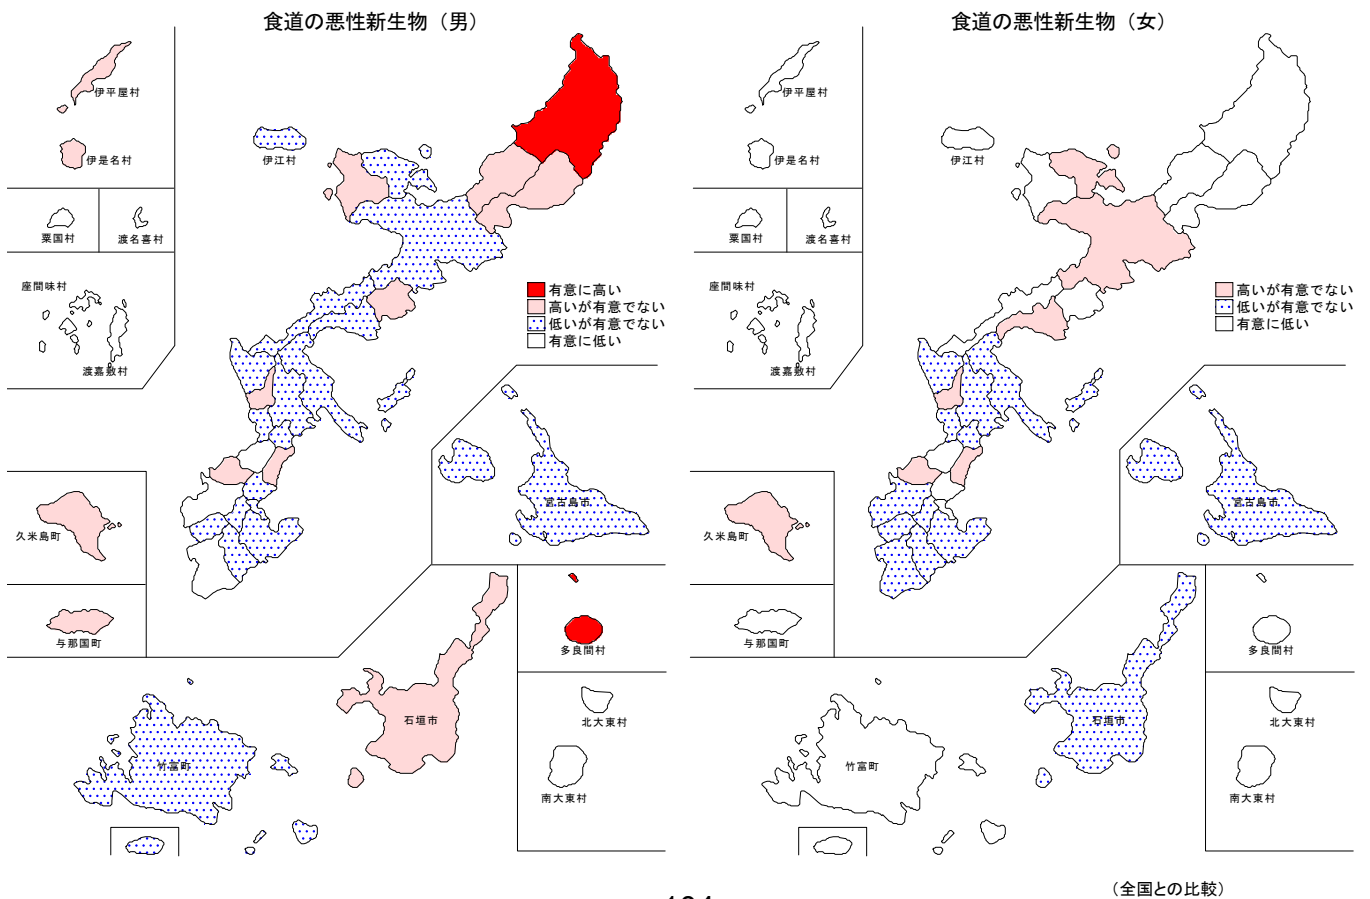 食道の悪性新生物（男）
伊平屋村
伊是名村
伊江村
粟国村
渡名喜村
座間味村
渡嘉敷村
有意に高い
高いが有意でない
低いが有意でない
有意に低い
久米島町
与那国町
宮古島市
多良間村
石垣市
竹富町
北大東村
南大東村
食道の悪性新生物（女）
伊平屋村
伊是名村
伊江村
粟国村
渡名喜村
座間味村
渡嘉敷村
高いが有意でない
低いが有意でない
有意に低い
久米島町
与那国町
宮古島市
多良間村
石垣市
竹富町
北大東村
南大東村
（全国との比較）